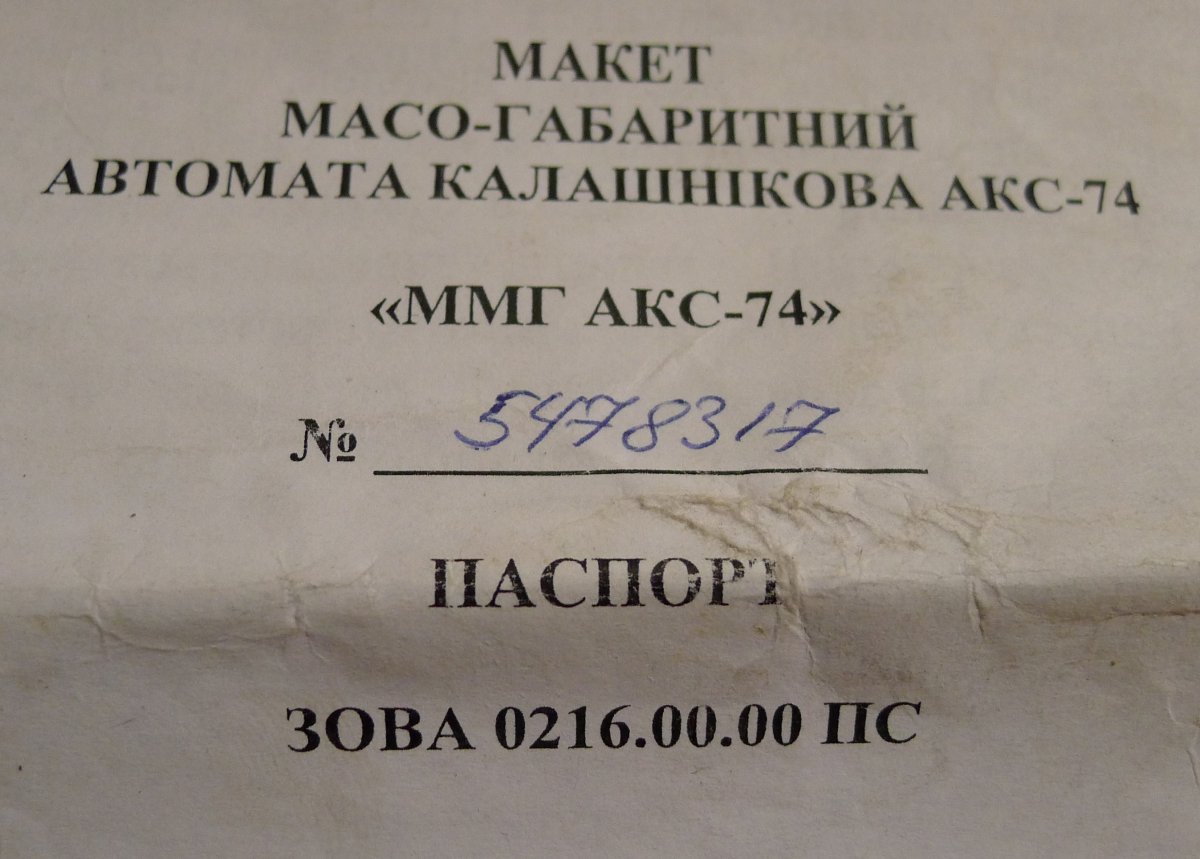 МАКЕТ
МАСО-ГАБАРИТНИЙ
АВТОМАТА КАЛАШНІКОВА АКС-74
«ММГ АКС-74»
№ 5478317
ПАСПОРТ
ЗОВА 0216.00.00 ПС